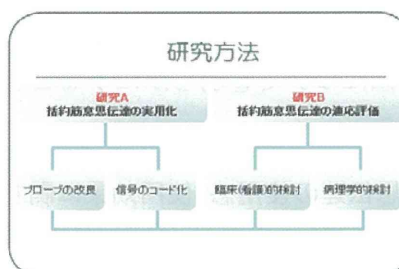 研究方法
研究A
括約筋意思伝達の実用化
研究B
括約筋意思伝達の適応評価
プローブの改良
信号のコード化
臨床(看護)的検討
病理学的検討